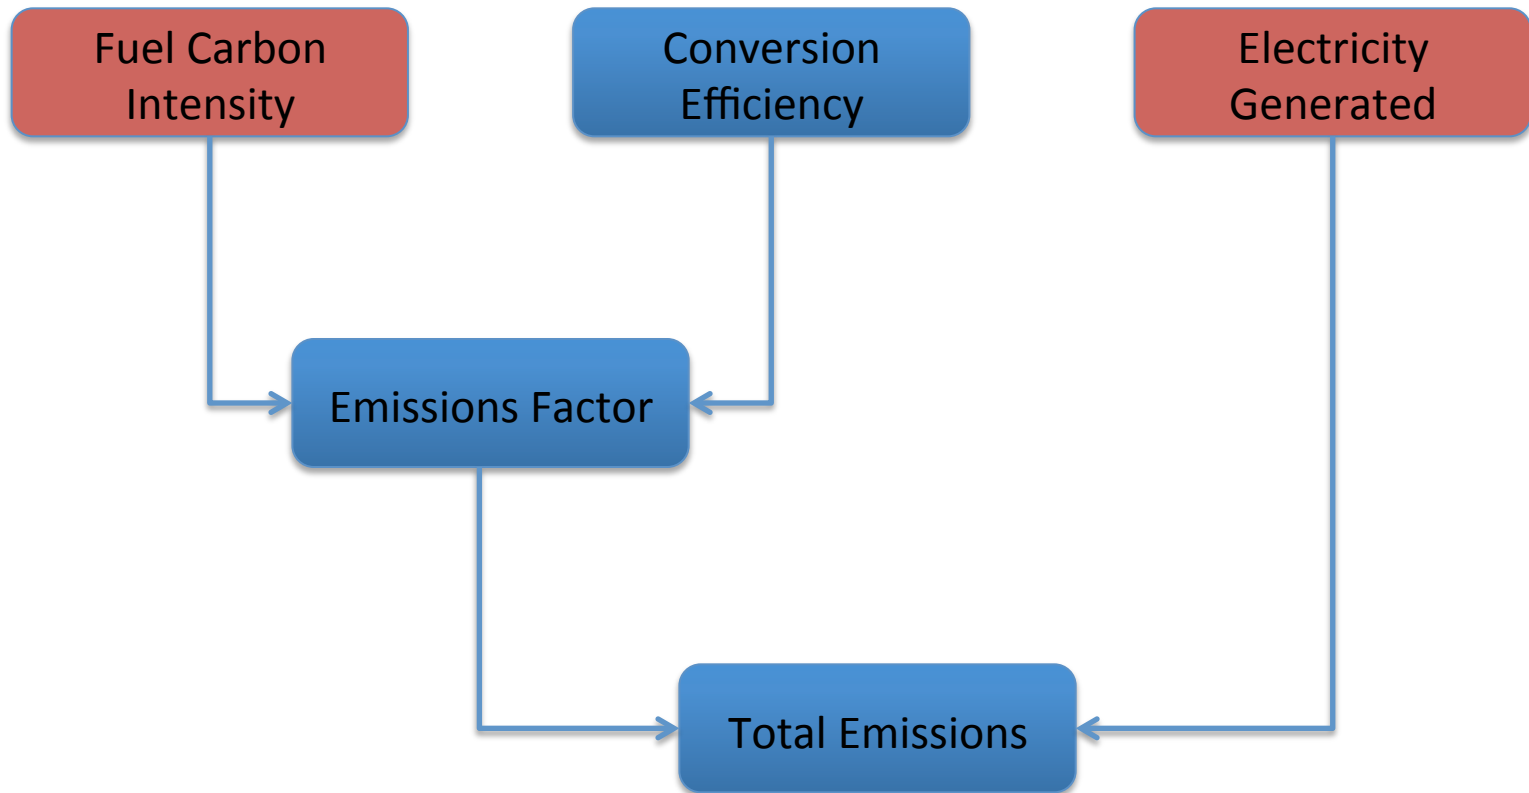 Fuel Carbon
Intensity
Conversion
Efficiency
Electricity
Generated
Emissions Factor
Total Emissions